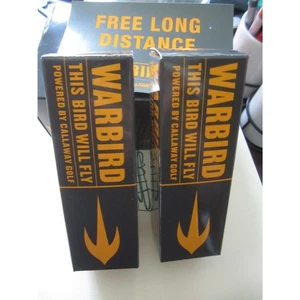 FREE LONG
DISTANCE
WARBIRD
THIS BIRD WILL FLY
POWERED BY CALLAWAY GOLF
WARBIRD
THIS BIRD WILL FLY
POWERED BY CALLAWAY GOLF